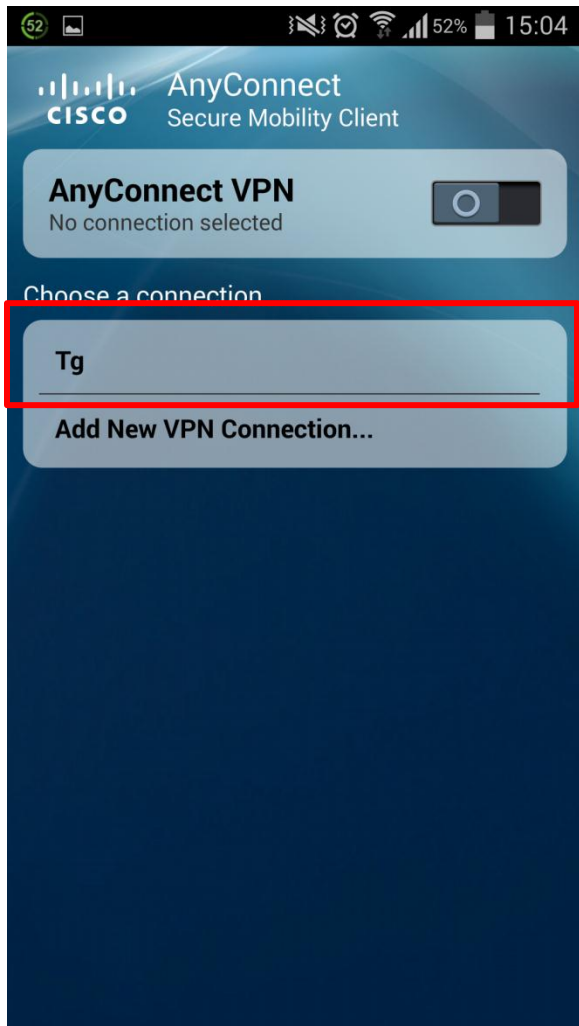 52
52% 15:04
CISCO
AnyConnect
Secure Mobility Client
AnyConnect VPN
No connection selected
Choose a connection
Tg
Add New VPN Connection...